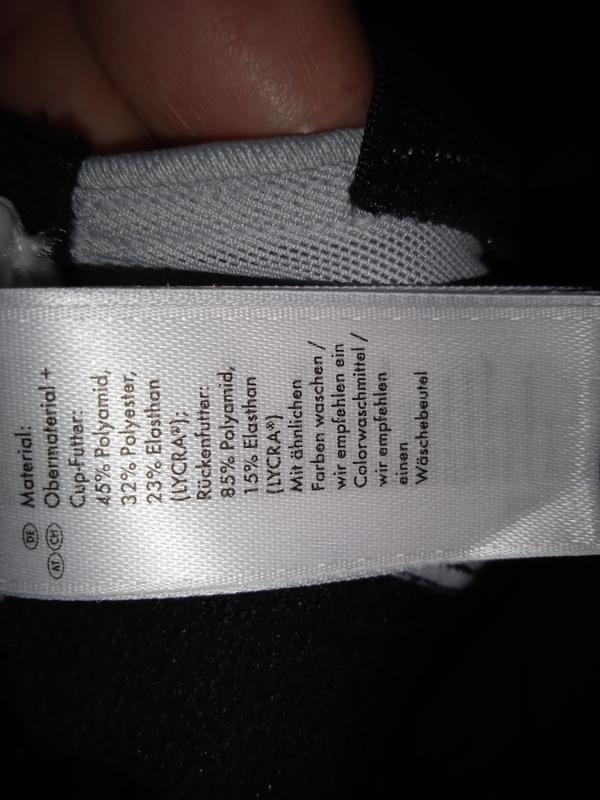 DE Material:
AT CH Obermaterial +
Cup-Futter:
45% Polyamid,
32% Polyester,
23% Elasthan
(LYCRA®);
Rückenfutter:
85% Polyamid,
15% Elasthan
(LYCRA®)
Mit ähnlichen
Farben waschen /
wir empfehlen ein
Colorwaschmittel /
wir empfehlen
einen
Wäschebeutel